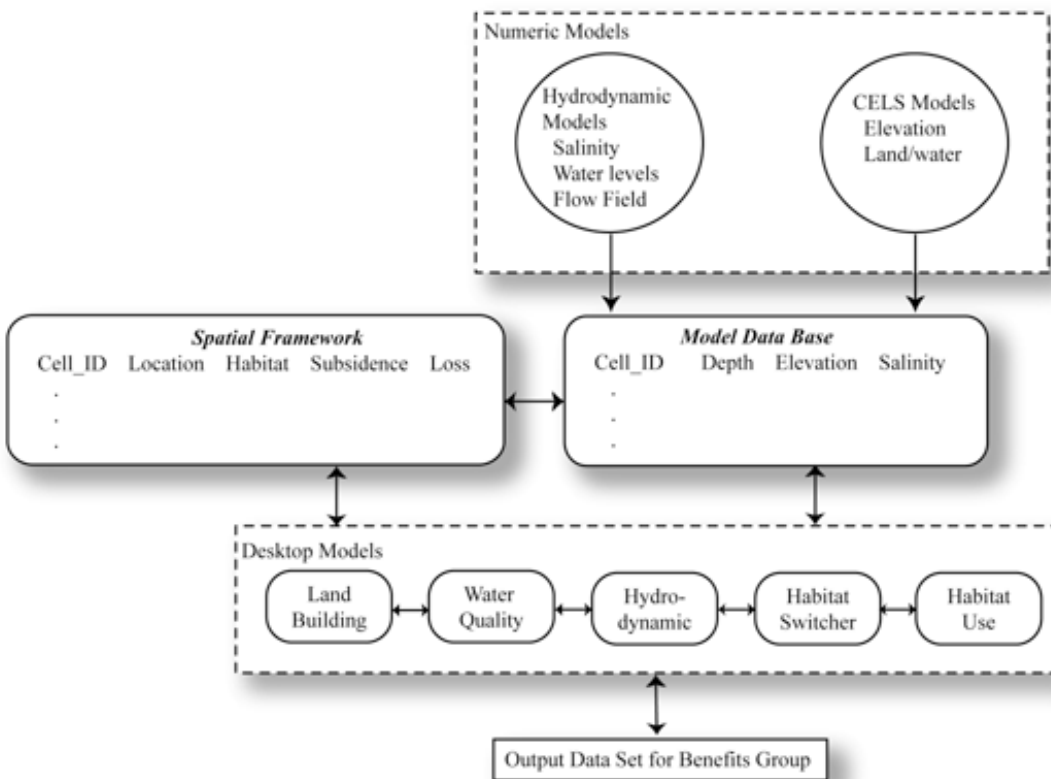 Numeric Models
Hydrodynamic
Models
Salinity
Water levels
Flow Field
CELS Models
Elevation
Land/water
Spatial Framework
Cell_ID Location Habitat Subsidence Loss
.
.
.
Model Data Base
Cell_ID Depth Elevation Salinity
.
.
.
Desktop Models
Land
Building
Water
Quality
Hydro-
dynamic
Habitat
Switcher
Habitat
Use
Output Data Set for Benefits Group